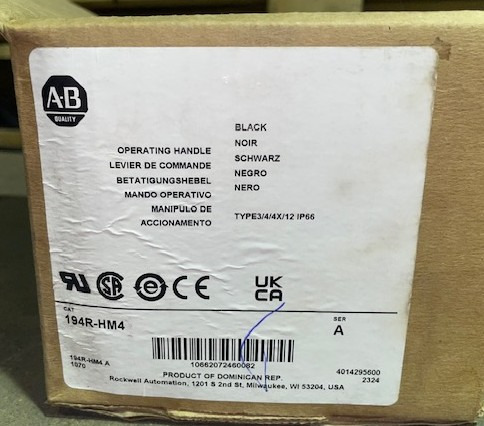 A-B
QUALITY
BLACK
NOIR
SCHWARZ
NEGRO
NERO
OPERATING HANDLE
LEVIER DE COMMANDE
BETATIGUNGSHEBEL
MANDO OPERATIVO
MANIPULO DE
ACCIONAMENTO
TYPE3/4/4X/12 IP66
UK
CA
CAT
194R-HM4
SER
A
10662072460082
194R-HM4 A
1070
PRODUCT OF DOMINICAN REP.
Rockwell Automation, 1201 S 2nd St, Milwaukee, WI 53204, USA
4014295600
2324